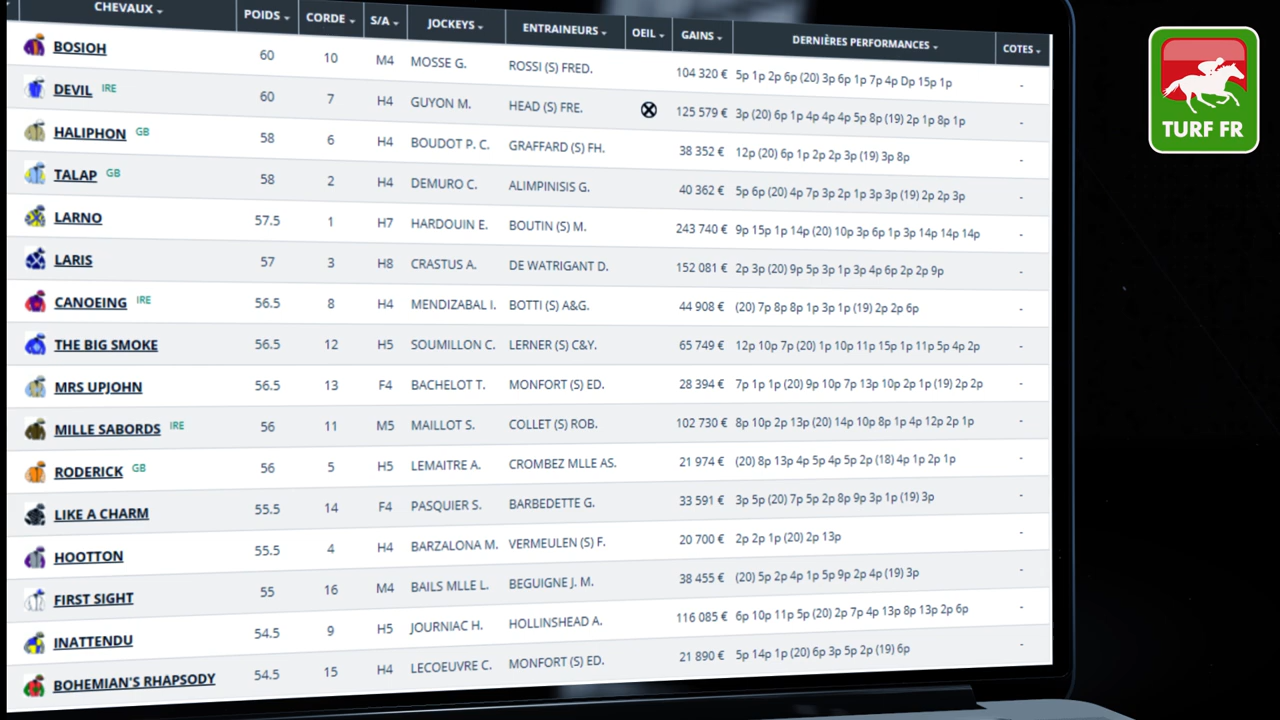 CHEVAUX POIDS CORDE S/A JOCKEYS ENTRAINEURS OEIL GAINS DERNIÈRES PERFORMANCES COTES
BOSIOH 60 10 M4 MOSSE G. ROSSI (S) FRED. 104 320 € 5p 1p 2p 6p (20) 3p 6p 1p 7p 4p Dp 15p 1p -
DEVIL IRE 60 7 H4 GUYON M. HEAD (S) FRE. 125 579 € 3p (20) 6p 1p 4p 4p 4p 5p 8p (19) 2p 1p 8p 1p -
HALIPHON GB 58 6 H4 BOUDOT P. C. GRAFFARD (S) FH. 38 352 € 12p (20) 6p 1p 2p 2p 3p (19) 3p 8p -
TALAP GB 58 2 H4 DEMURO C. ALIMPINISIS G. 40 362 € 5p 6p (20) 4p 7p 3p 2p 1p 3p 3p (19) 2p 2p 3p -
LARNO 57.5 1 H7 HARDOUIN E. BOUTIN (S) M. 243 740 € 9p 15p 1p 14p (20) 10p 3p 6p 1p 3p 14p 14p 14p -
LARIS 57 3 H8 CRASTUS A. DE WATRIGANT D. 152 081 € 2p 3p (20) 9p 5p 3p 1p 3p 4p 6p 2p 2p 9p -
CANOEING IRE 56.5 8 H4 MENDIZABAL I. BOTTI (S) A&G. 44 908 € (20) 7p 8p 8p 1p 3p 1p (19) 2p 2p 6p -
THE BIG SMOKE 56.5 12 H5 SOUMILLON C. LERNER (S) C&Y. 65 749 € 12p 10p 7p (20) 1p 10p 11p 15p 1p 11p 5p 4p 2p -
MRS UPJOHN 56.5 13 F4 BACHELOT T. MONFORT (S) ED. 28 394 € 7p 1p 1p (20) 9p 10p 7p 13p 10p 2p 1p (19) 2p 2p -
MILLE SABORDS IRE 56 11 M5 MAILLOT S. COLLET (S) ROB. 102 730 € 8p 10p 2p 13p (20) 14p 10p 8p 1p 4p 12p 2p 1p -
RODERICK GB 56 5 H5 LEMAITRE A. CROMBEZ MLLE AS. 21 974 € (20) 8p 13p 4p 5p 4p 5p 2p (18) 4p 1p 2p 1p -
LIKE A CHARM 55.5 14 F4 PASQUIER S. BARBEDETTE G. 33 591 € 3p 5p (20) 7p 5p 2p 8p 9p 3p 1p (19) 3p -
HOOTTON 55.5 4 H4 BARZALONA M. VERMEULEN (S) F. 20 700 € 2p 2p 1p (20) 2p 13p -
FIRST SIGHT 55 16 M4 BAILS MLLE L. BEGUIGNE J. M. 38 455 € (20) 5p 2p 4p 1p 5p 9p 2p 4p (19) 3p -
INATTENDU 54.5 9 H5 JOURNIAC H. HOLLINSHEAD A. 116 085 € 6p 10p 11p 5p (20) 2p 7p 4p 13p 8p 13p 2p 6p -
BOHEMIAN'S RHAPSODY 54.5 15 H4 LECOEUVRE C. MONFORT (S) ED. 21 890 € 5p 14p 1p (20) 6p 3p 5p 2p (19) 6p -
TURF FR